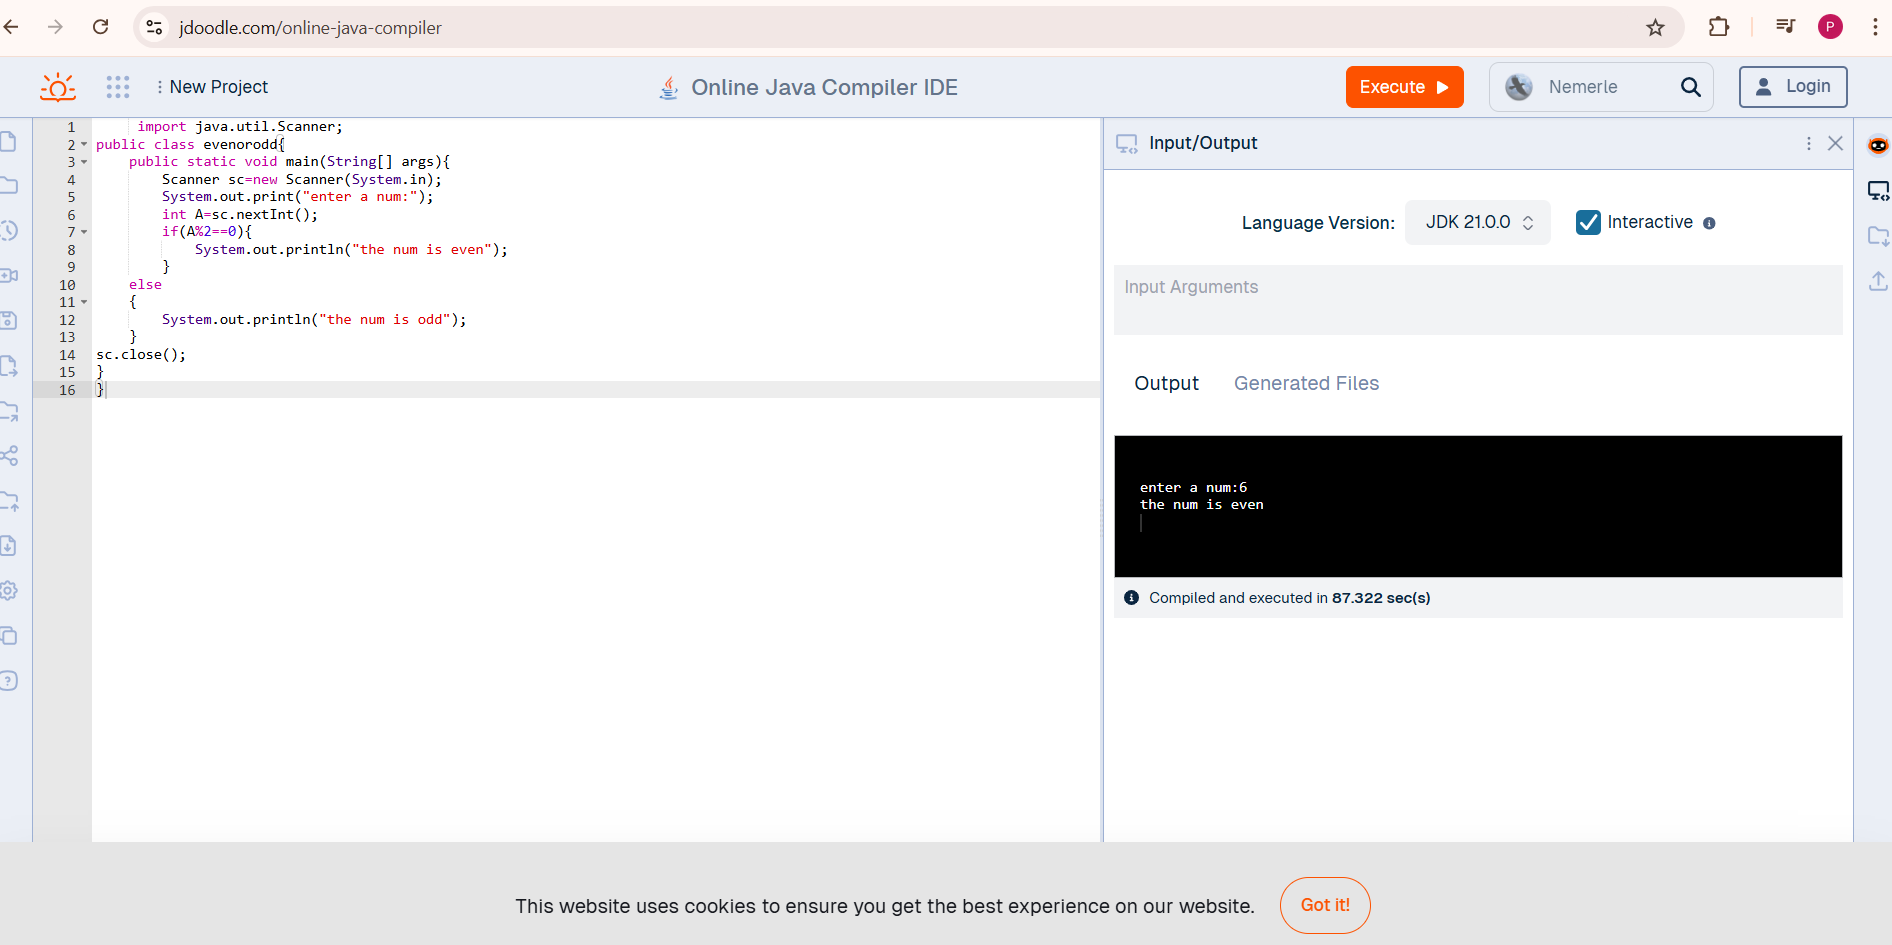 jdoodle.com/online-java-compiler
P
New Project
Online Java Compiler IDE
Execute
Nemerle
Login
1 import java.util.Scanner;
2 public class evenorodd{
3 public static void main(String[] args){
4 Scanner sc=new Scanner(System.in);
5 System.out.print("enter a num:");
6 int A=sc.nextInt();
7 if(A%2==0){
8 System.out.println("the num is even");
9 }
10 else
11 {
12 System.out.println("the num is odd");
13 }
14 sc.close();
15 }
16 }
Input/Output
Language Version: JDK 21.0.0 Interactive
Input Arguments
Output Generated Files
enter a num:6
the num is even
Compiled and executed in 87.322 sec(s)
This website uses cookies to ensure you get the best experience on our website. Got it!